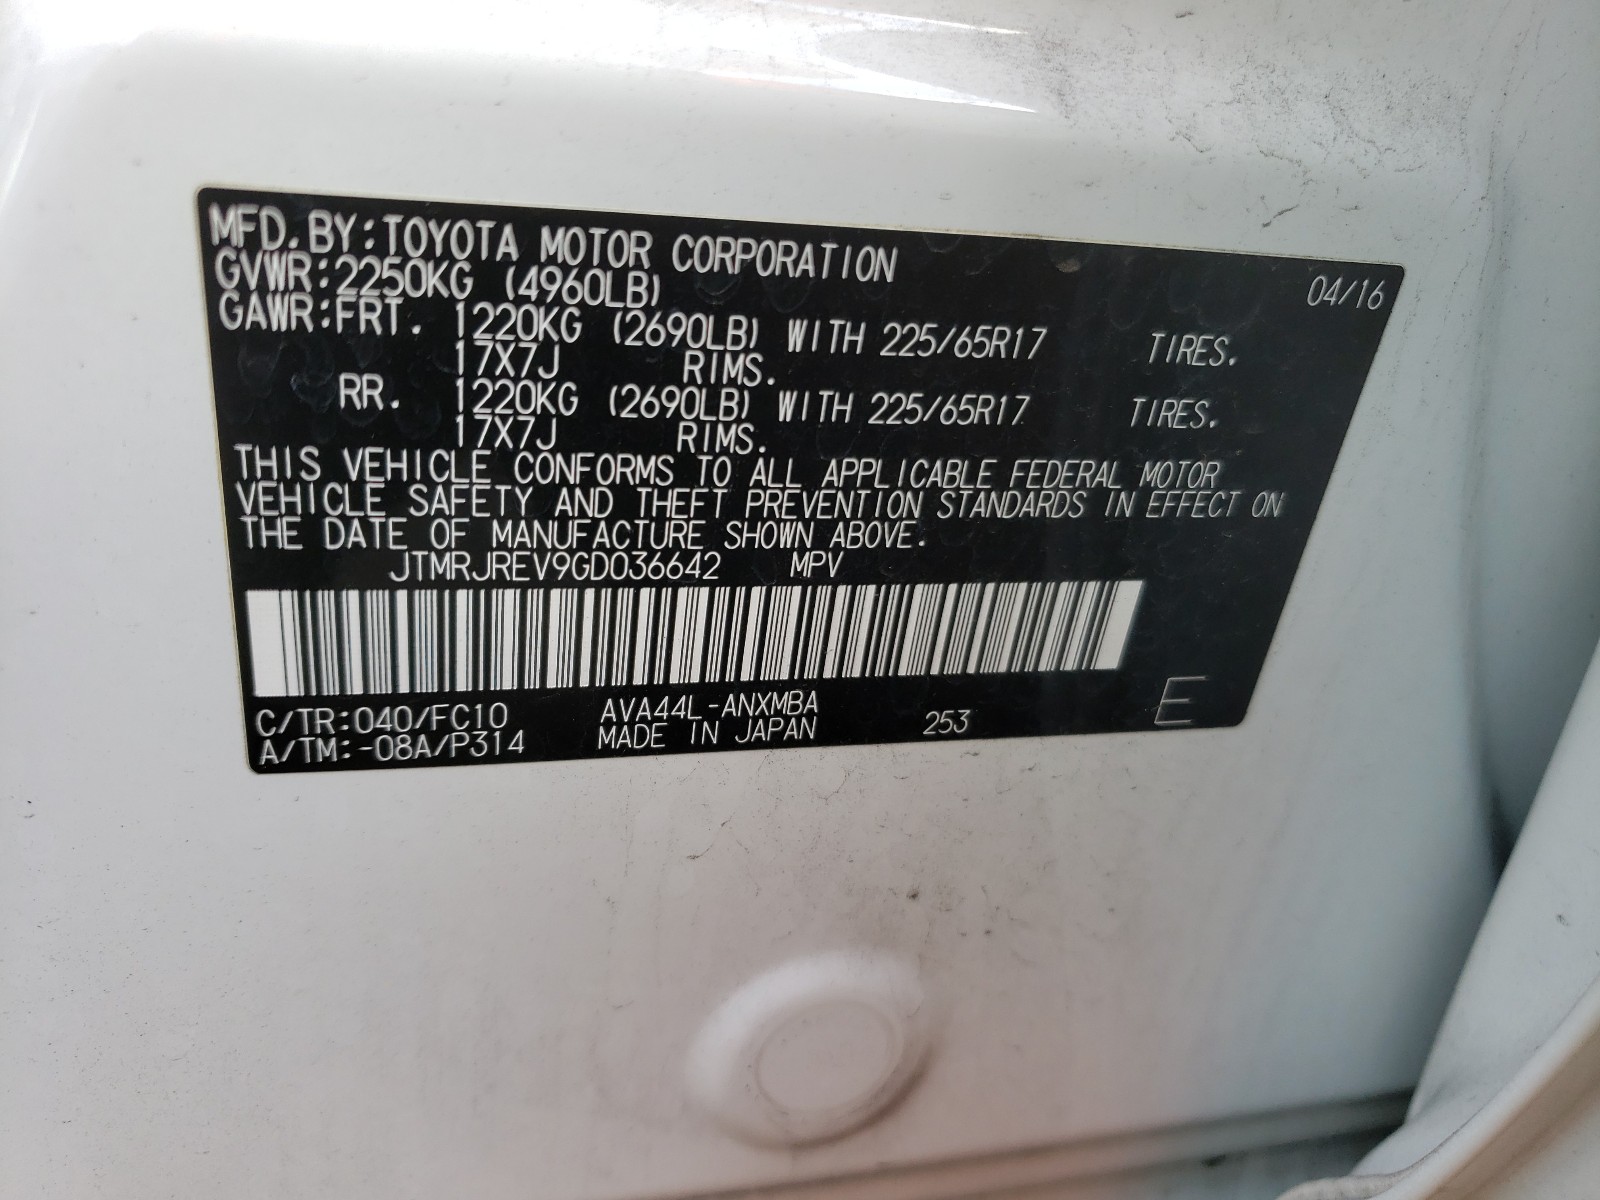 MFD. BY: TOYOTA MOTOR CORPORATION 04/16
GVWR: 2250KG (4960LB)
GAWR: FRT. 1220KG (2690LB) WITH 225/65R17 TIRES.
17X7J RIMS.
RR. 1220KG (2690LB) WITH 225/65R17 TIRES.
17X7J RIMS.
THIS VEHICLE CONFORMS TO ALL APPLICABLE FEDERAL MOTOR
VEHICLE SAFETY AND THEFT PREVENTION STANDARDS IN EFFECT ON
THE DATE OF MANUFACTURE SHOWN ABOVE.
JTMRJREV9GD036642 MPV
C/TR: 040/FC10 AVA44L-ANXMBA 253 E
A/TM: -08A/P314 MADE IN JAPAN